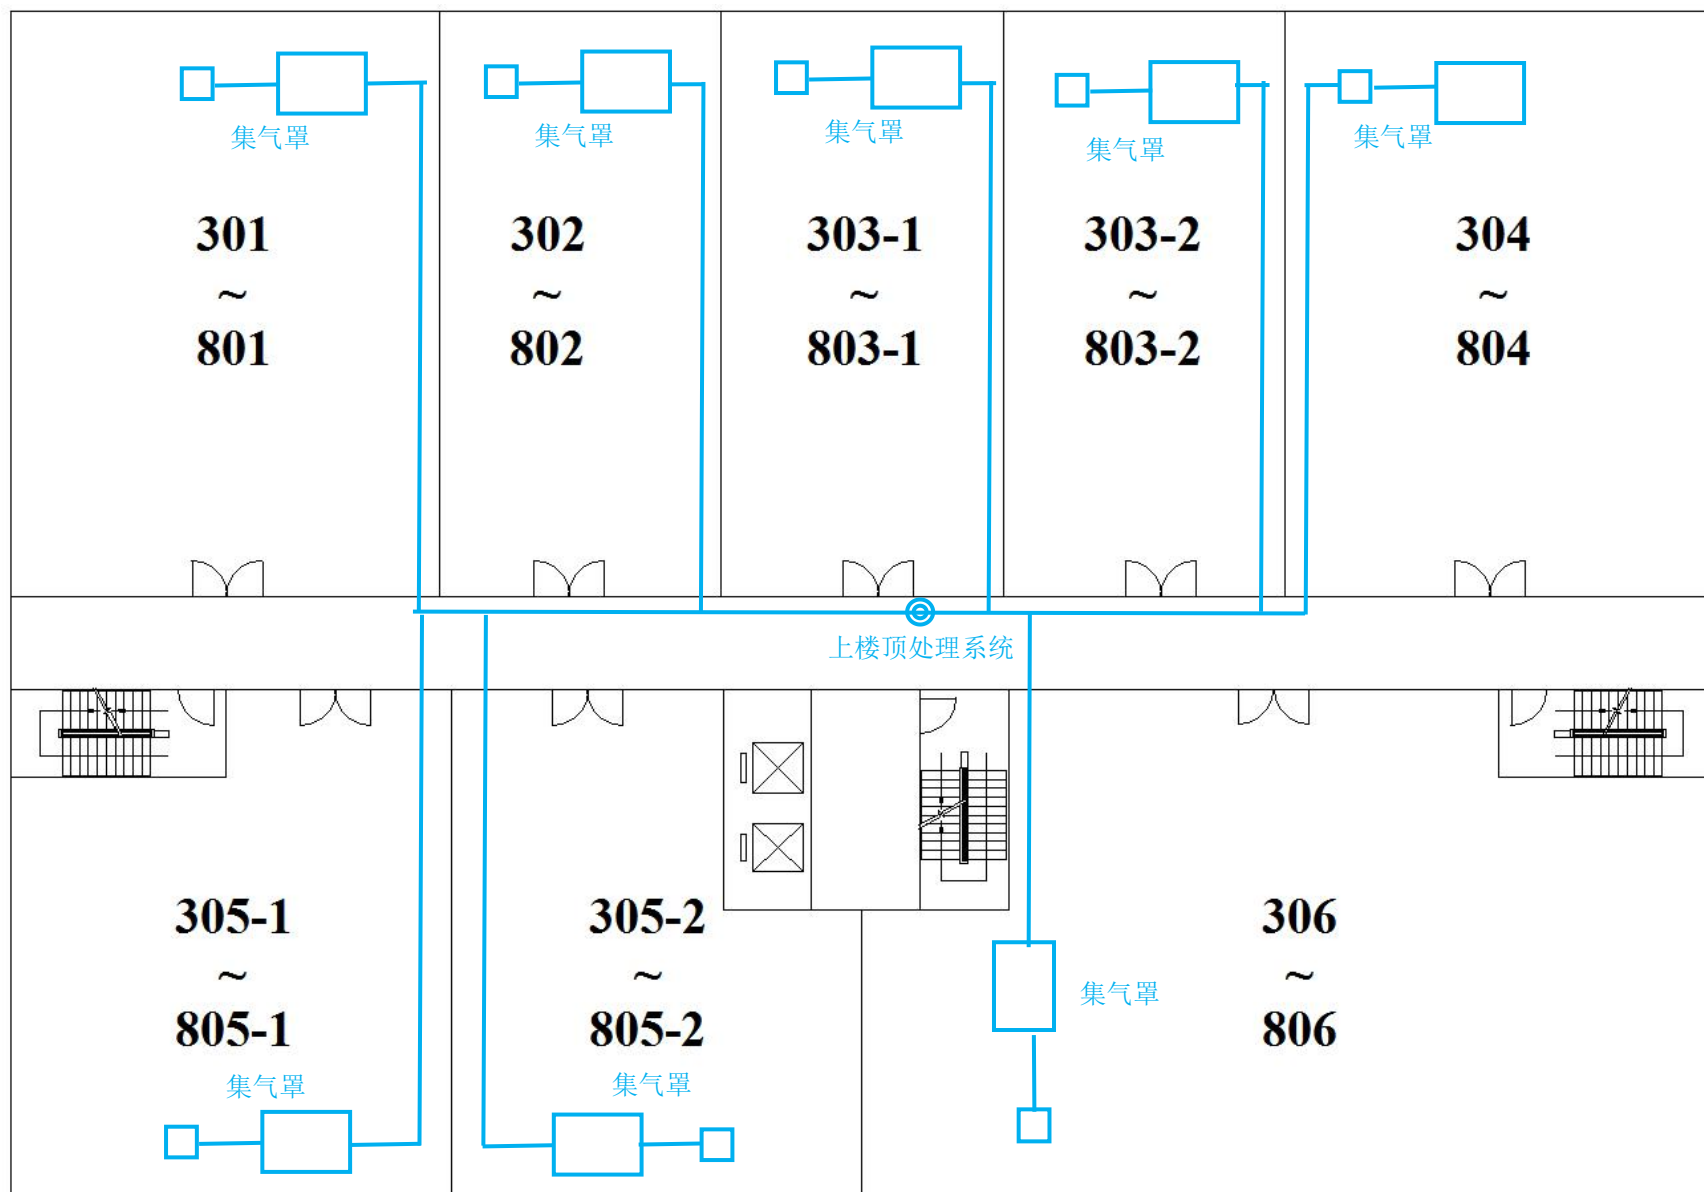 集气罩
集气罩
集气罩
集气罩
集气罩
301
~
801
302
~
802
303-1
~
803-1
303-2
~
803-2
304
~
804
上楼顶处理系统
305-1
~
805-1
集气罩
305-2
~
805-2
集气罩
306
~
806
集气罩